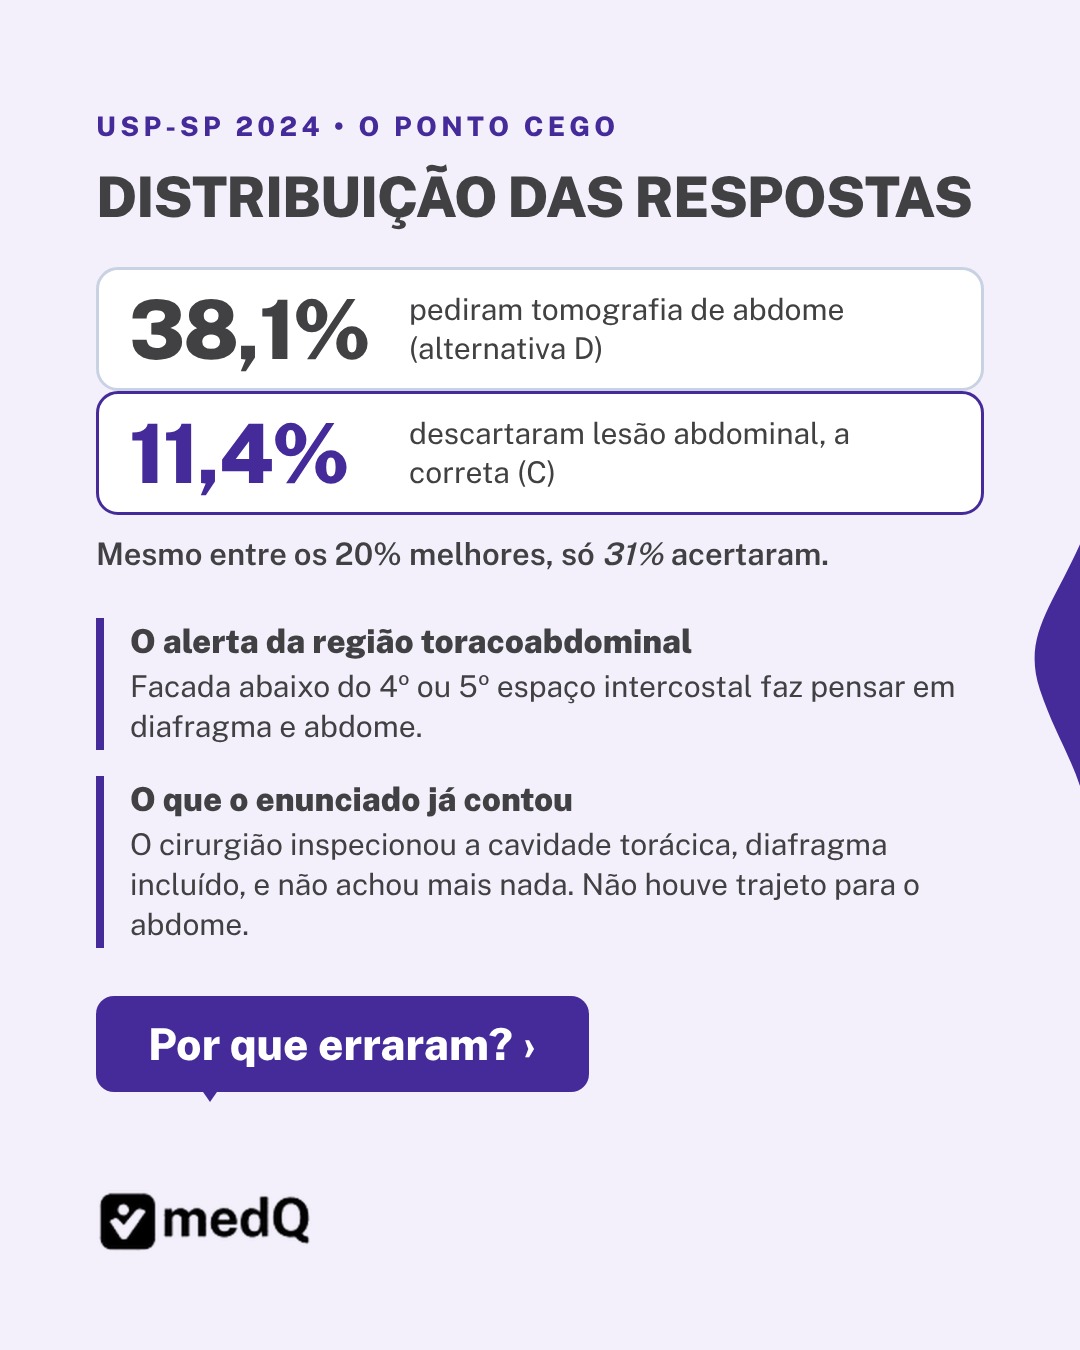 USP-SP 2024 • O PONTO CEGO
DISTRIBUIÇÃO DAS RESPOSTAS
38,1%
pediram tomografia de abdome
(alternativa D)
11,4%
descartaram lesão abdominal, a
correta (C)
Mesmo entre os 20% melhores, só 31% acertaram.
O alerta da região toracoabdominal
Facada abaixo do 4º ou 5º espaço intercostal faz pensar em
diafragma e abdome.
O que o enunciado já contou
O cirurgião inspecionou a cavidade torácica, diafragma
incluído, e não achou mais nada. Não houve trajeto para o
abdome.
Por que erraram? ›
medQ